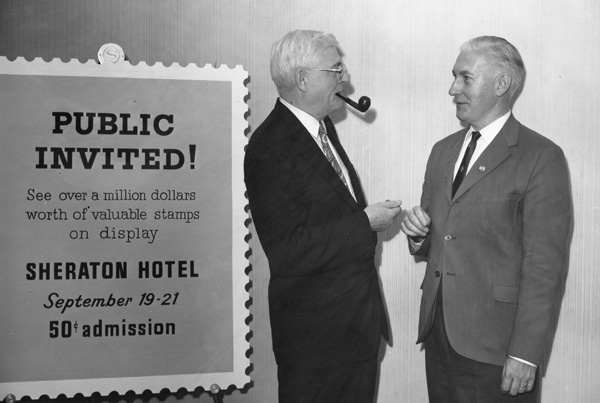 PUBLIC
INVITED!
See over a million dollars
worth of valuable stamps
on display
SHERATON HOTEL
September 19-21
50¢ admission